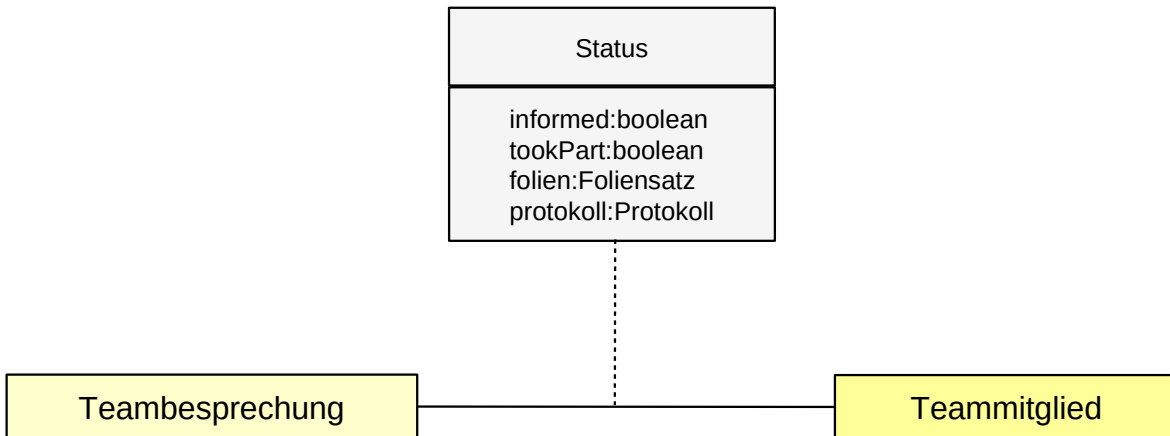 Status
informed:boolean
tookPart:boolean
folien:Foliensatz
protokoll:Protokoll
Teambesprechung
Teammitglied